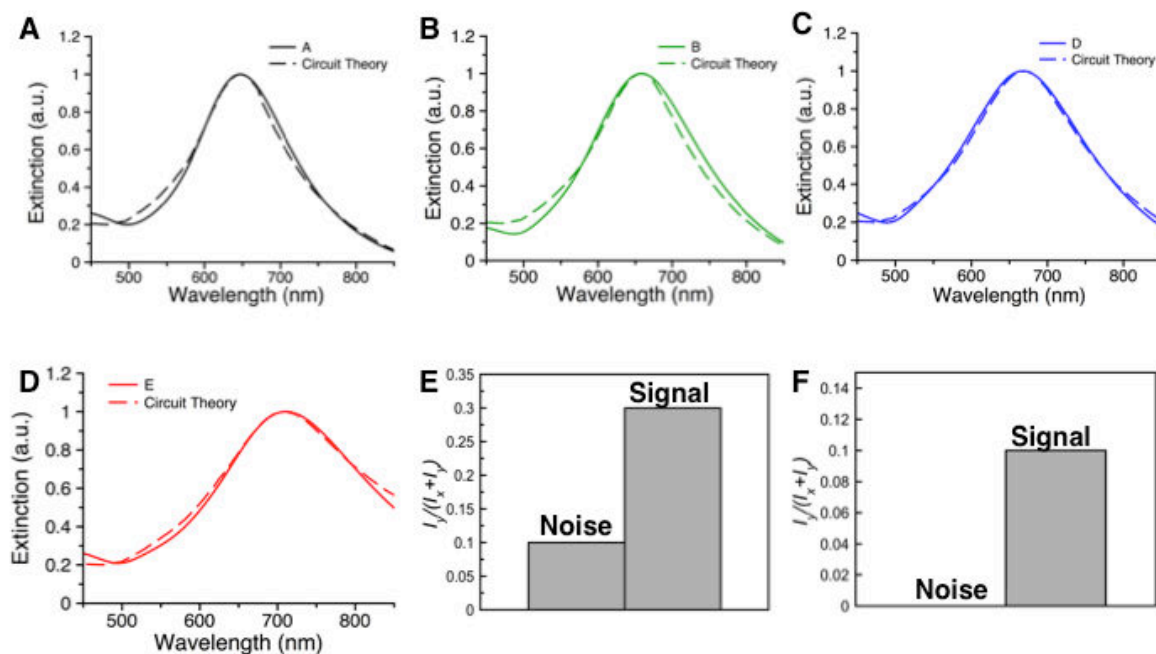 A
1.2
1
0.8
0.6
0.4
0.2
0
Extinction (a.u.)
A
Circuit Theory
500 600 700 800
Wavelength (nm)
B
1.2
1
0.8
0.6
0.4
0.2
0
Extinction (a.u.)
B
Circuit Theory
500 600 700 800
Wavelength (nm)
C
1.2
1
0.8
0.6
0.4
0.2
0
Extinction (a.u.)
D
Circuit Theory
500 600 700 800
Wavelength (nm)
D
1.2
1
0.8
0.6
0.4
0.2
0
Extinction (a.u.)
E
Circuit Theory
500 600 700 800
Wavelength (nm)
E
0.35
0.3
0.25
0.2
0.15
0.1
0.05
0
Iy/(Ix+Iy)
Signal
Noise
F
0.14
0.12
0.1
0.08
0.06
0.04
0.02
0
Iy/(Ix+Iy)
Signal
Noise